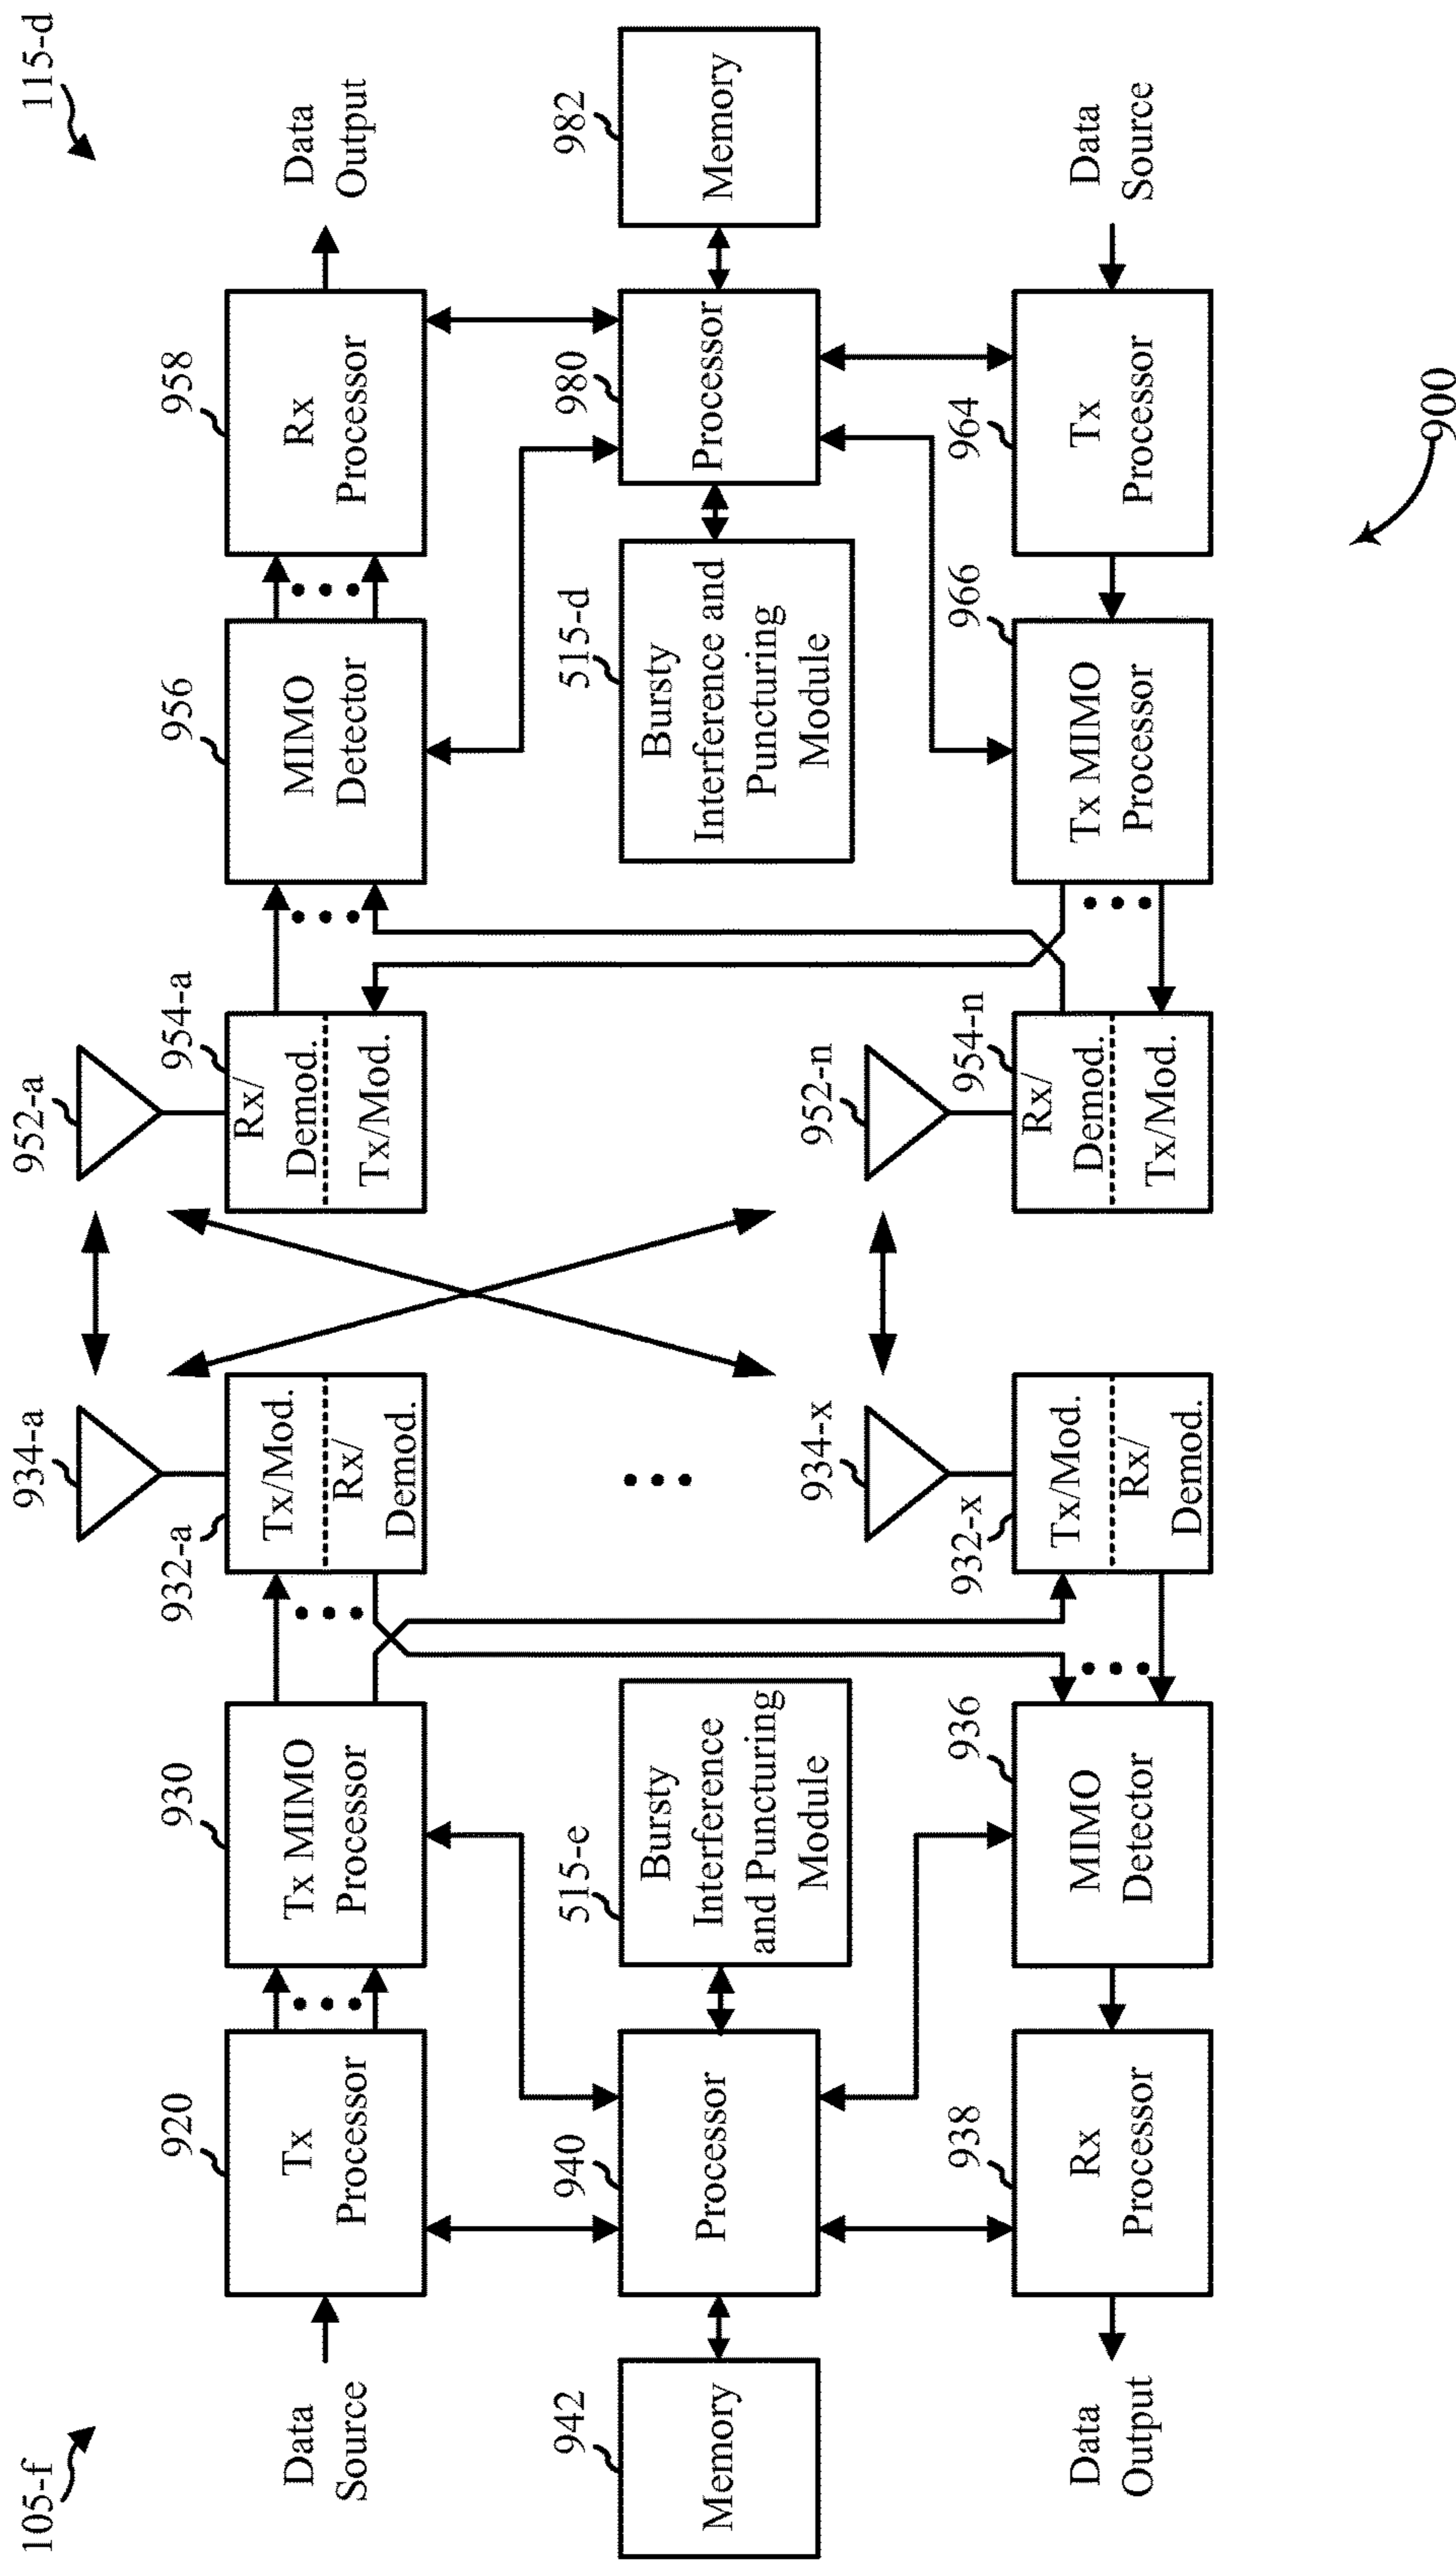 105-f
115-d
934-a
952-a
920
930
932-a
954-a
956
958
Data
Source
Tx
Processor
Tx MIMO
Processor
Tx/Mod.
Rx/
Demod.
Rx/
Demod.
Tx/Mod.
MIMO
Detector
Rx
Processor
Data
Output
942
940
515-e
515-d
980
982
Memory
Processor
Bursty
Interference
and Puncturing
Module
Bursty
Interference and
Puncturing
Module
Processor
Memory
934-x
952-n
938
936
932-x
954-n
966
964
Data
Output
Rx
Processor
MIMO
Detector
Tx/Mod.
Rx/
Demod.
Rx/
Demod.
Tx/Mod.
Tx MIMO
Processor
Tx
Processor
Data
Source
900